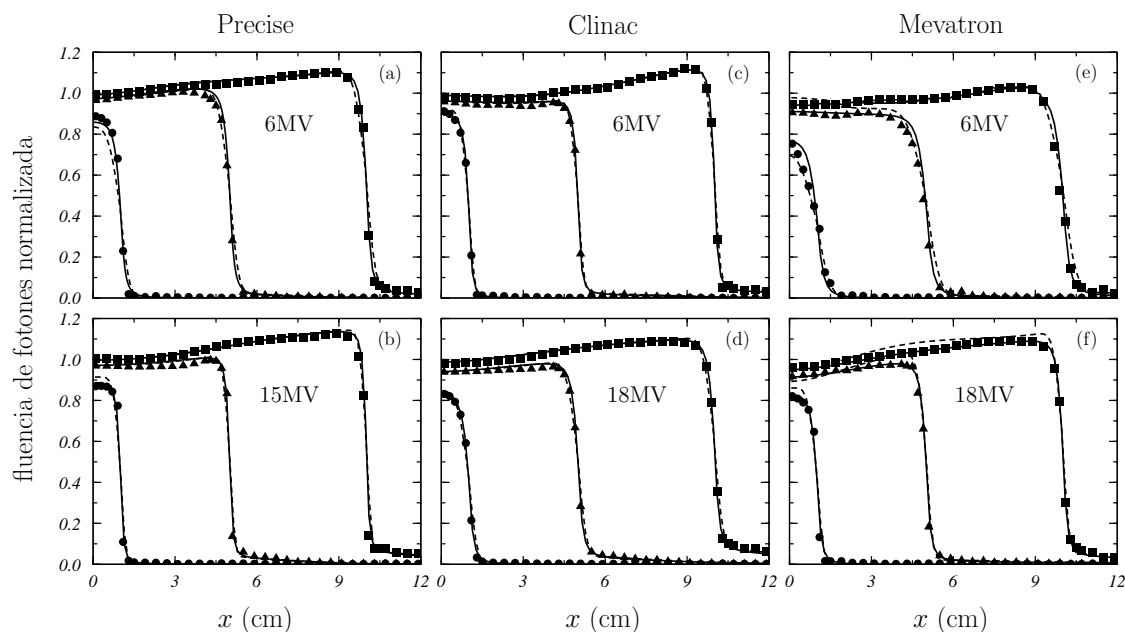 Precise Clinac Mevatron
1.2 (a) (c) (e)
1.0
6MV 6MV 6MV
0.8
0.6
0.4
0.2
0.0
1.2 (b) (d) (f)
1.0
15MV 18MV 18MV
0.8
0.6
0.4
0.2
0.0
0 3 6 9 12 0 3 6 9 12 0 3 6 9 12
x (cm) x (cm) x (cm)
fluencia de fotones normalizada